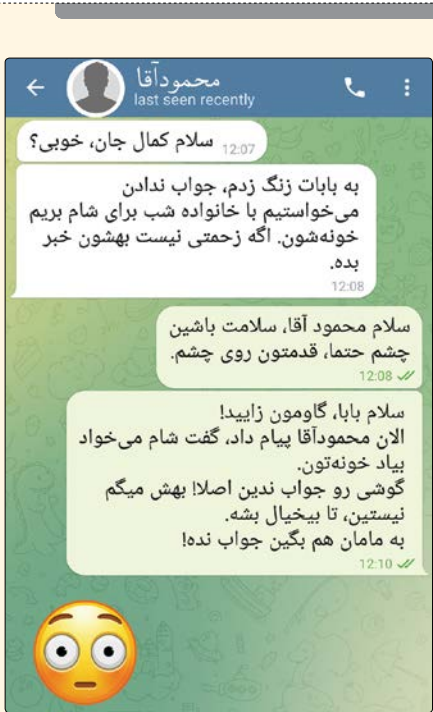 محمودآقا
last seen recently
سلام کمال جان، خوبی؟
12:07
به بابات زنگ زدم، جواب ندادن
می‌خواستیم با خانواده شب برای شام بریم
خونه‌شون. اگه زحمتی نیست بهشون خبر
بده.
12:08
سلام محمود آقا، سلامت باشین
چشم حتما، قدمتون روی چشم.
12:08
سلام بابا، گاومون زایید!
الان محمودآقا پیام داد، گفت شام می‌خواد
بیاد خونه‌تون.
گوشی رو جواب ندین اصلا! بهش میگم
نیستین، تا بیخیال بشه.
به مامان هم بگین جواب نده!
12:10